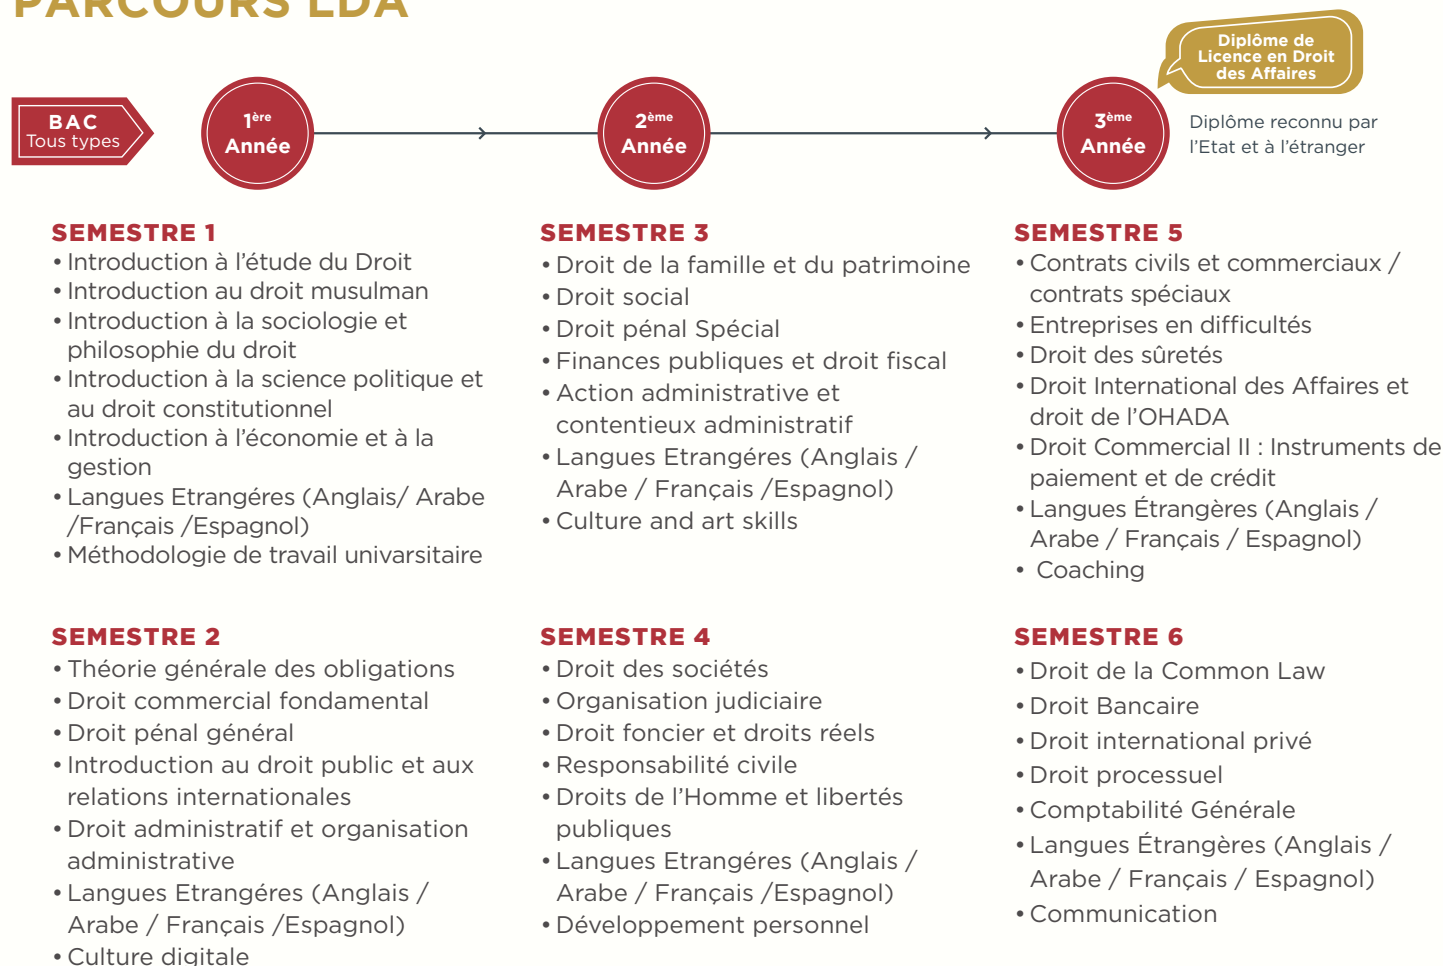 PARCOURS LDA
Diplôme de
Licence en Droit
des Affaires
BAC
Tous types
1ère
Année
2ème
Année
3ème
Année
Diplôme reconnu par
l’Etat et à l’étranger
SEMESTRE 1
• Introduction à l’étude du Droit
• Introduction au droit musulman
• Introduction à la sociologie et
philosophie du droit
• Introduction à la science politique et
au droit constitutionnel
• Introduction à l’économie et à la
gestion
• Langues Etrangéres (Anglais/ Arabe
/Français /Espagnol)
• Méthodologie de travail univarsitaire
SEMESTRE 2
• Théorie générale des obligations
• Droit commercial fondamental
• Droit pénal général
• Introduction au droit public et aux
relations internationales
• Droit administratif et organisation
administrative
• Langues Etrangéres (Anglais /
Arabe / Français /Espagnol)
• Culture digitale
SEMESTRE 3
• Droit de la famille et du patrimoine
• Droit social
• Droit pénal Spécial
• Finances publiques et droit fiscal
• Action administrative et
contentieux administratif
• Langues Etrangéres (Anglais /
Arabe / Français /Espagnol)
• Culture and art skills
SEMESTRE 4
• Droit des sociétés
• Organisation judiciaire
• Droit foncier et droits réels
• Responsabilité civile
• Droits de l’Homme et libertés
publiques
• Langues Etrangéres (Anglais /
Arabe / Français /Espagnol)
• Développement personnel
SEMESTRE 5
• Contrats civils et commerciaux /
contrats spéciaux
• Entreprises en difficultés
• Droit des sûretés
• Droit International des Affaires et
droit de l’OHADA
• Droit Commercial II : Instruments de
paiement et de crédit
• Langues Étrangères (Anglais /
Arabe / Français / Espagnol)
• Coaching
SEMESTRE 6
• Droit de la Common Law
• Droit Bancaire
• Droit international privé
• Droit processuel
• Comptabilité Générale
• Langues Étrangères (Anglais /
Arabe / Français / Espagnol)
• Communication